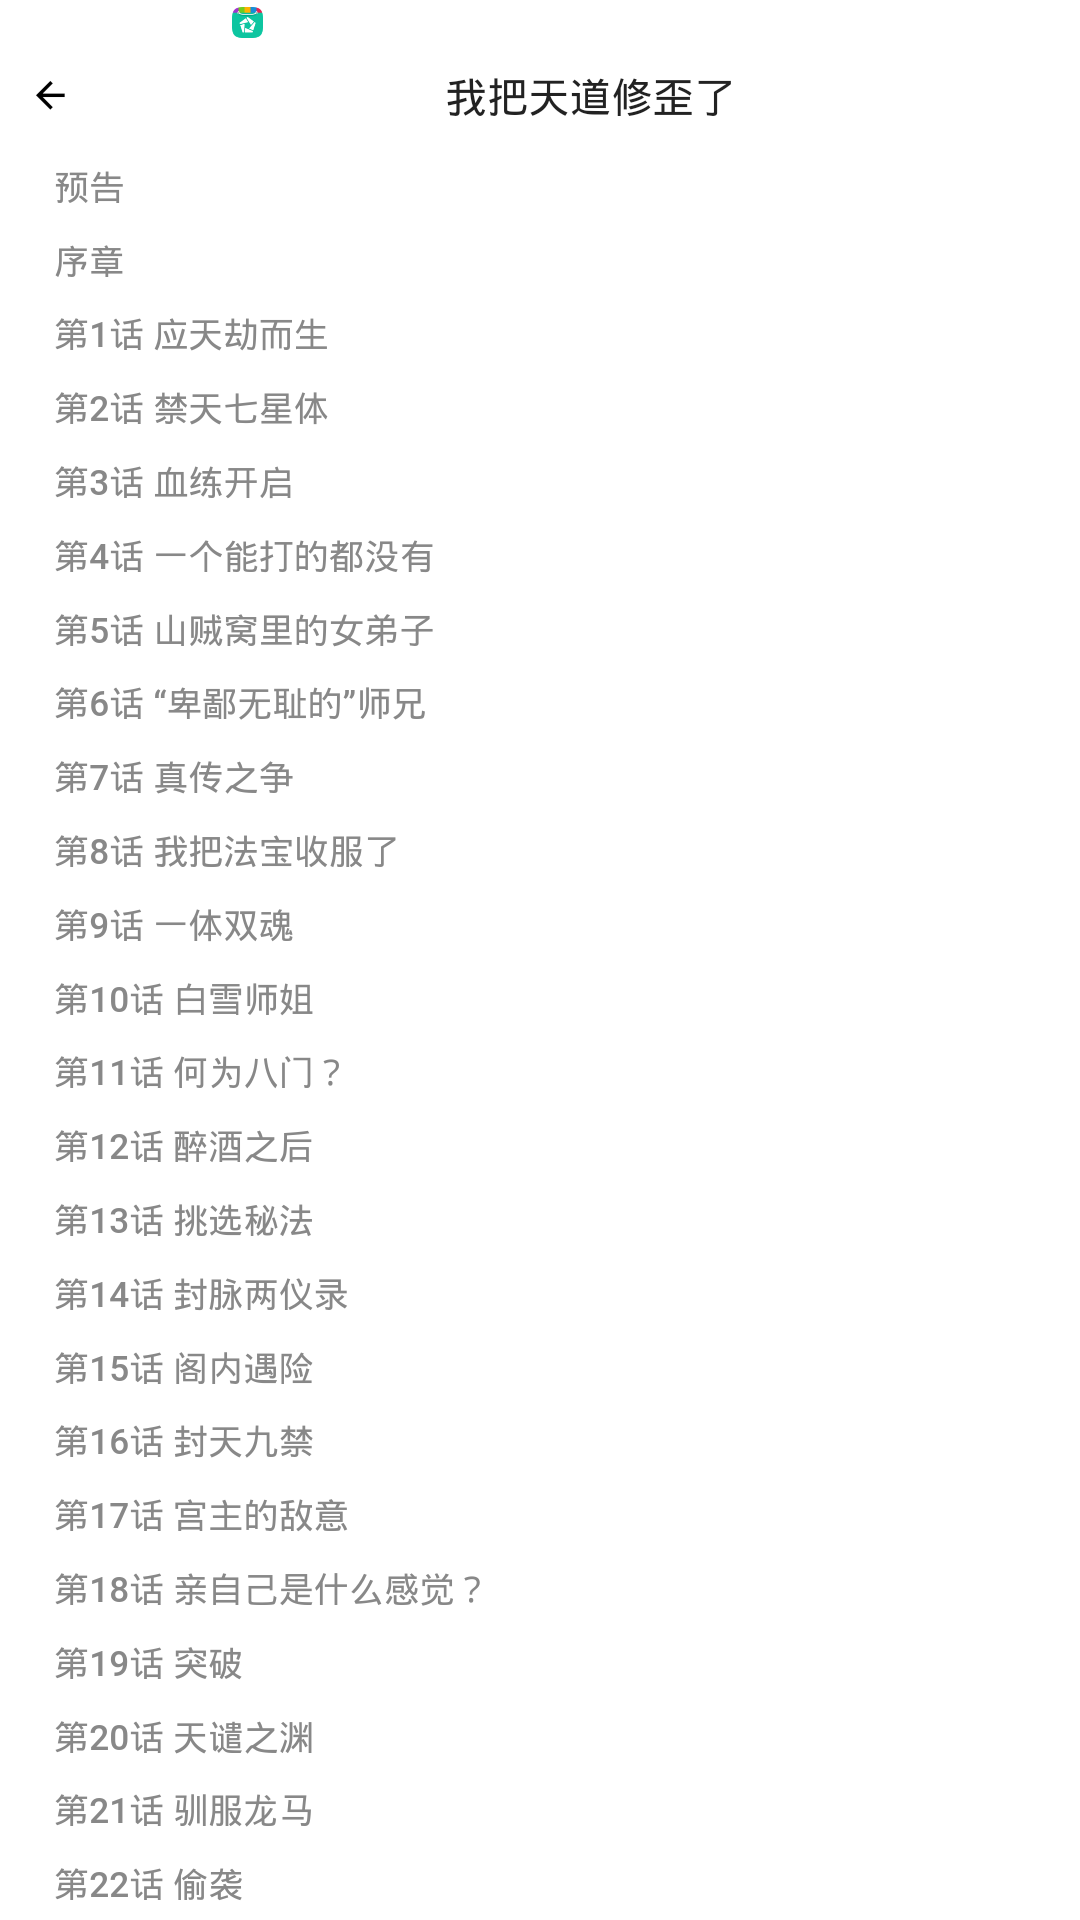 我把天道修歪了
预告
序章
第1话 应天劫而生
第2话 禁天七星体
第3话 血练开启
第4话 一个能打的都没有
第5话 山贼窝里的女弟子
第6话 “卑鄙无耻的”师兄
第7话 真传之争
第8话 我把法宝收服了
第9话 一体双魂
第10话 白雪师姐
第11话 何为八门？
第12话 醉酒之后
第13话 挑选秘法
第14话 封脉两仪录
第15话 阁内遇险
第16话 封天九禁
第17话 宫主的敌意
第18话 亲自己是什么感觉？
第19话 突破
第20话 天谴之渊
第21话 驯服龙马
第22话 偷袭